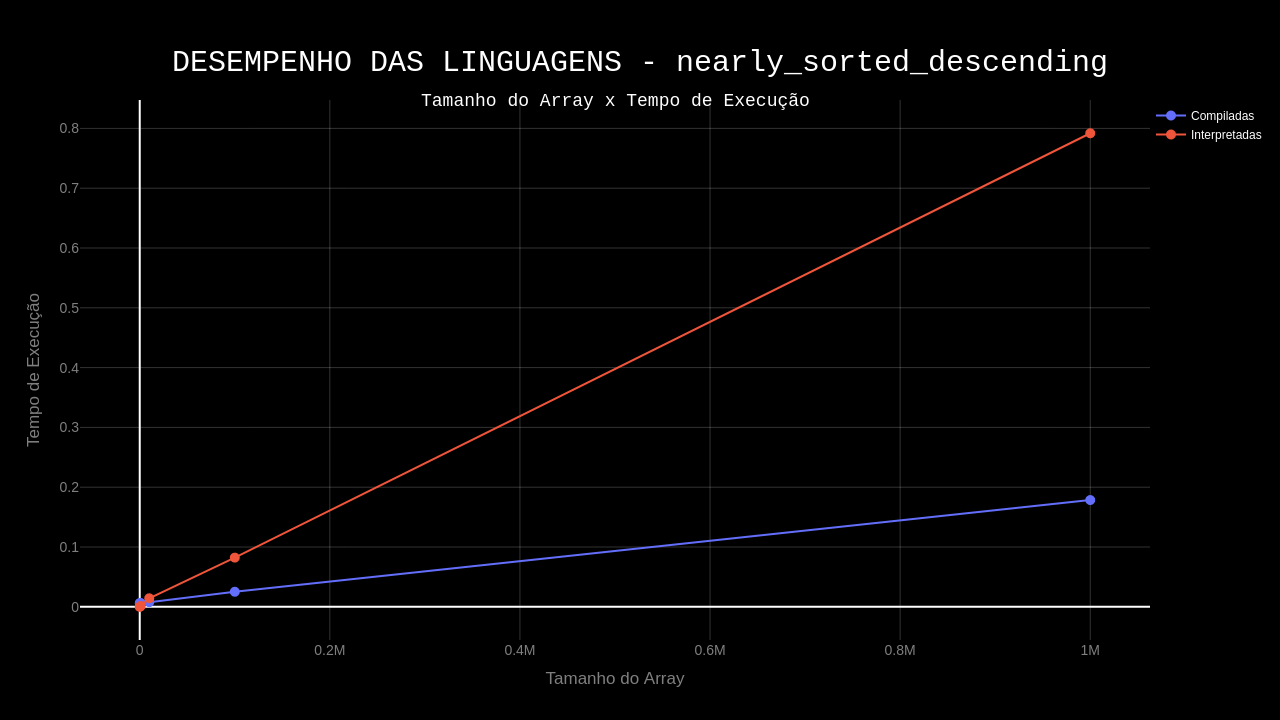 DESEMPENHO DAS LINGUAGENS - nearly_sorted_descending
Tamanho do Array x Tempo de Execução
Compiladas
Interpretadas
Tempo de Execução
0.8
0.7
0.6
0.5
0.4
0.3
0.2
0.1
0
0 0.2M 0.4M 0.6M 0.8M 1M
Tamanho do Array